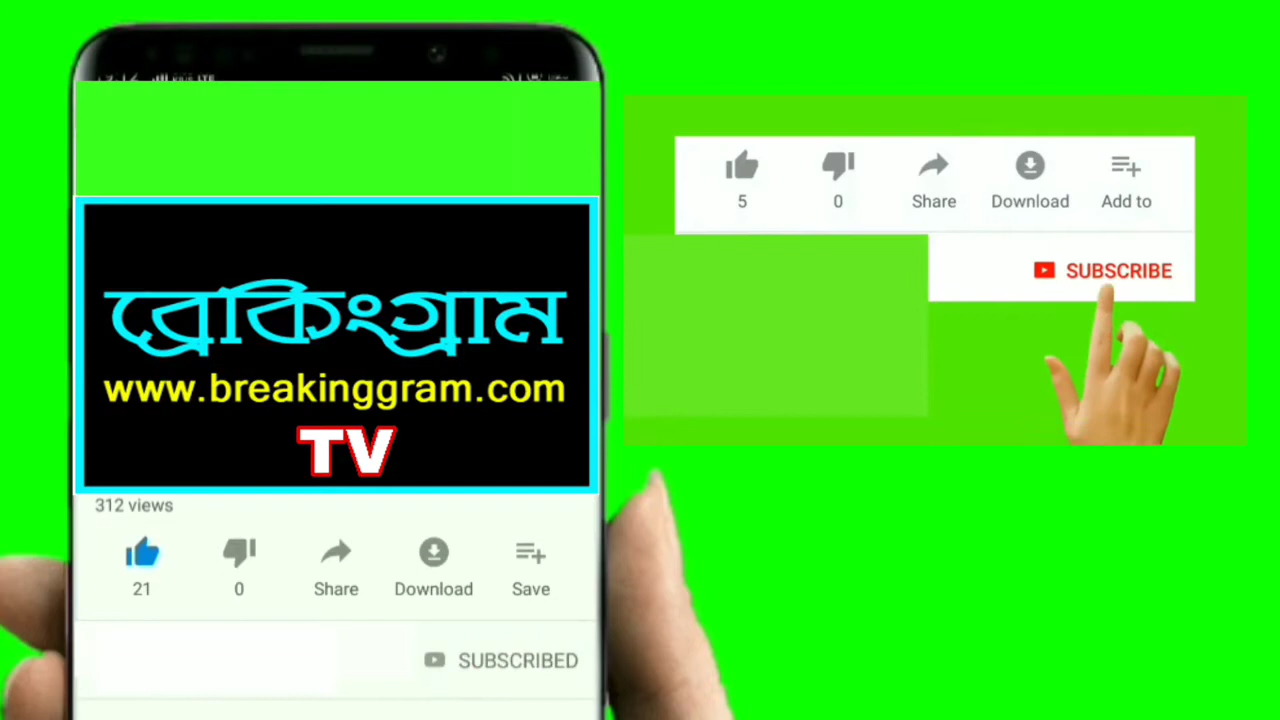 ব্রেকিংগ্রাম
www.breakinggram.com
TV
312 views
21
0
Share
Download
Save
SUBSCRIBED
5
0
Share
Download
Add to
SUBSCRIBE